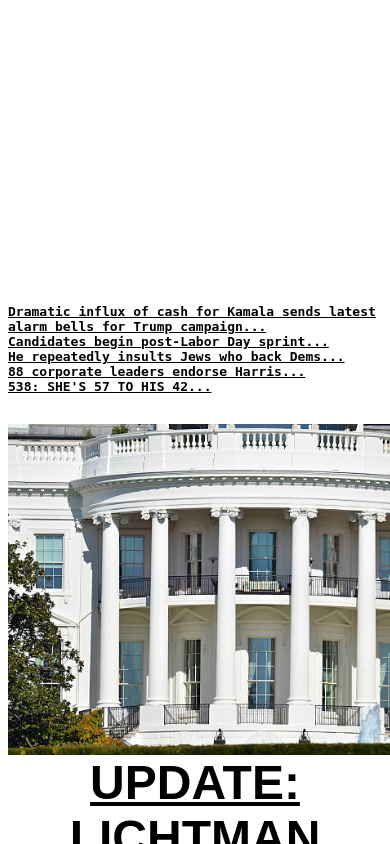 Dramatic influx of cash for Kamala sends latest
alarm bells for Trump campaign...
Candidates begin post-Labor Day sprint...
He repeatedly insults Jews who back Dems...
88 corporate leaders endorse Harris...
538: SHE'S 57 TO HIS 42...
UPDATE:
LICHTMAN